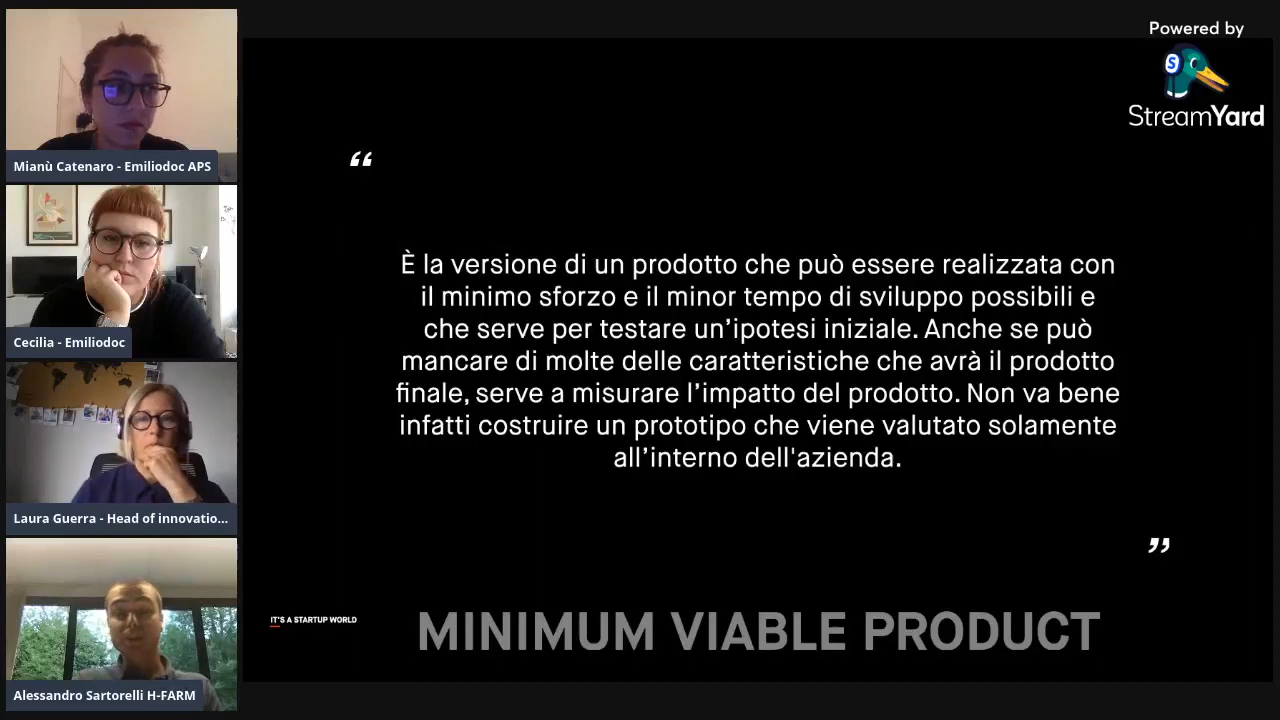 Powered by
S
StreamYard
Mianù Catenaro - Emiliodoc APS
Cecilia - Emiliodoc
Laura Guerra - Head of innovatio...
Alessandro Sartorelli H-FARM
“
È la versione di un prodotto che può essere realizzata con
il minimo sforzo e il minor tempo di sviluppo possibili e
che serve per testare un’ipotesi iniziale. Anche se può
mancare di molte delle caratteristiche che avrà il prodotto
finale, serve a misurare l’impatto del prodotto. Non va bene
infatti costruire un prototipo che viene valutato solamente
all’interno dell'azienda.
”
IT'S A STARTUP WORLD
MINIMUM VIABLE PRODUCT